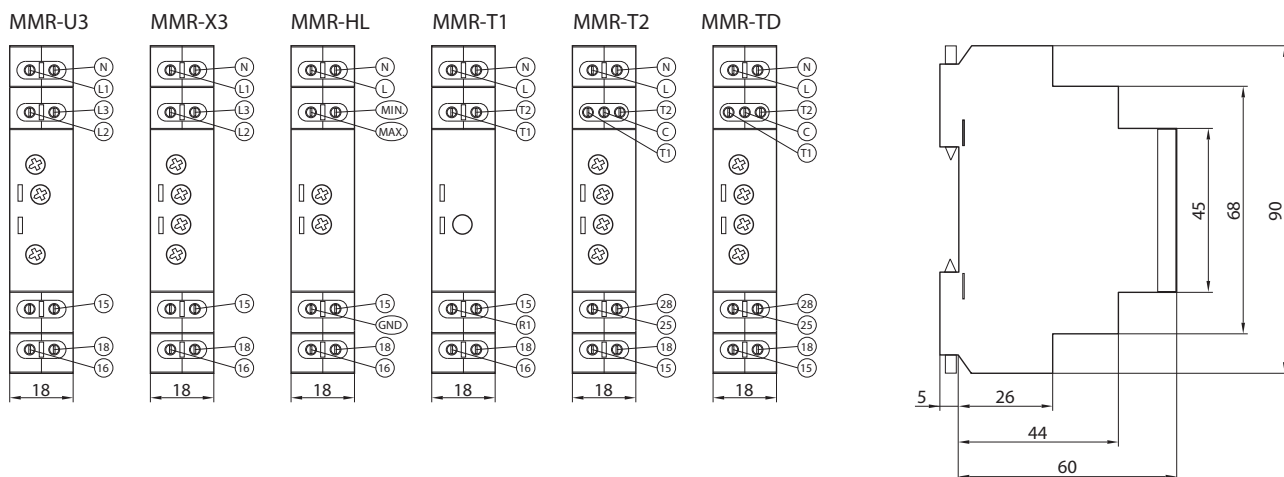 MMR-U3 MMR-X3 MMR-HL MMR-T1 MMR-T2 MMR-TD
N N N N N N
L1 L1 L L L L
L3 L3 MIN. T2 T2 T2
L2 L2 MAX. T1 C C
T1 T1
15 15 15 15 28 28
GND R1 25 25
18 18 18 18 18 18
16 16 16 16 15 15
18 18 18 18 18 18
45 68 90
5 26
44
60